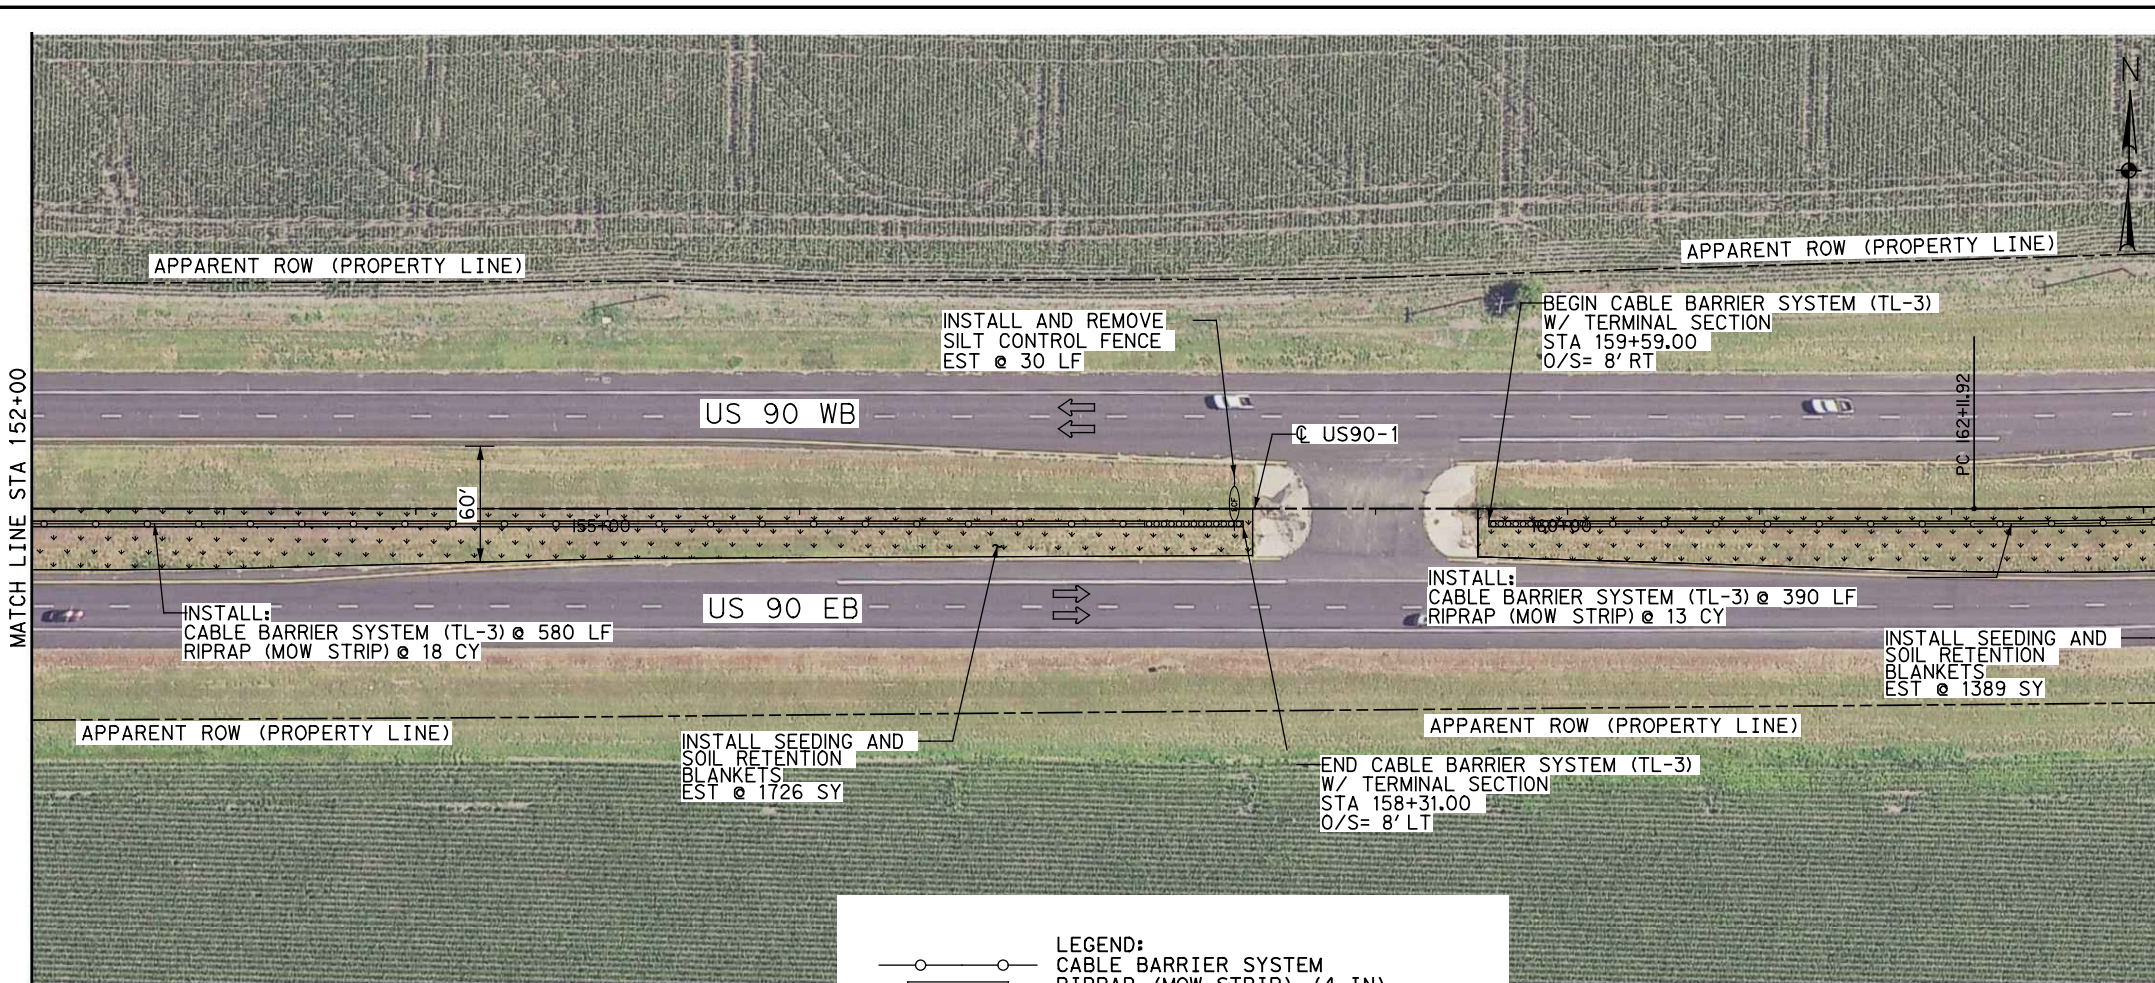 N
APPARENT ROW (PROPERTY LINE)
APPARENT ROW (PROPERTY LINE)
INSTALL AND REMOVE
SILT CONTROL FENCE
EST @ 30 LF
BEGIN CABLE BARRIER SYSTEM (TL-3)
W/ TERMINAL SECTION
STA 159+59.00
O/S= 8' RT
MATCH LINE STA 152+00
US 90 WB
℄ US90-1
PC 162+11.92
60'
155+00
160+00
INSTALL:
CABLE BARRIER SYSTEM (TL-3) @ 580 LF
RIPRAP (MOW STRIP) @ 18 CY
US 90 EB
INSTALL:
CABLE BARRIER SYSTEM (TL-3) @ 390 LF
RIPRAP (MOW STRIP) @ 13 CY
INSTALL SEEDING AND
SOIL RETENTION
BLANKETS
EST @ 1389 SY
APPARENT ROW (PROPERTY LINE)
APPARENT ROW (PROPERTY LINE)
INSTALL SEEDING AND
SOIL RETENTION
BLANKETS
EST @ 1726 SY
END CABLE BARRIER SYSTEM (TL-3)
W/ TERMINAL SECTION
STA 158+31.00
O/S= 8' LT
LEGEND:
CABLE BARRIER SYSTEM
RIPRAP (MOW STRIP) (4 IN)